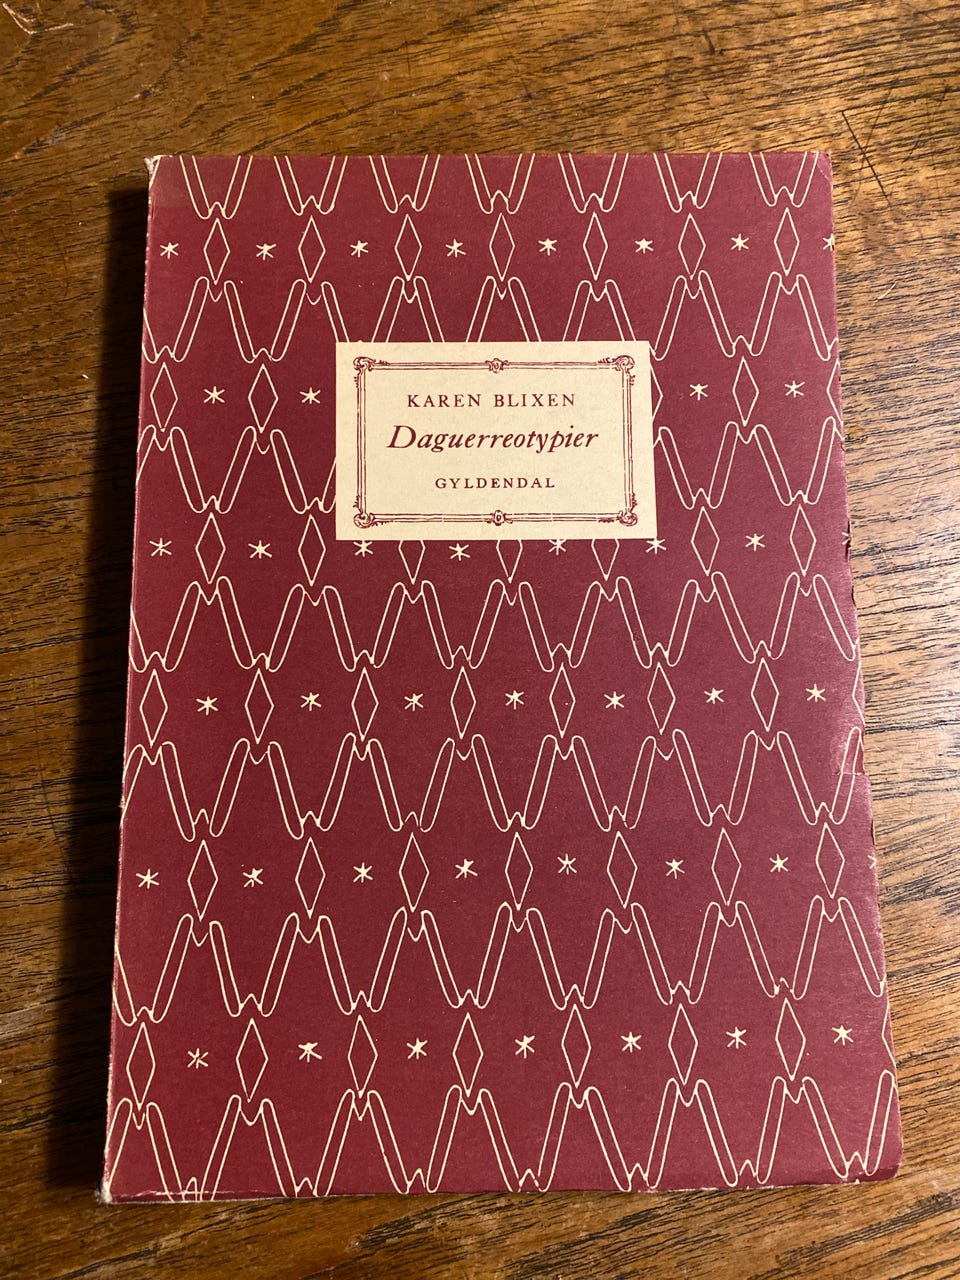 KAREN BLIXEN
Daguerreotypier
GYLDENDAL